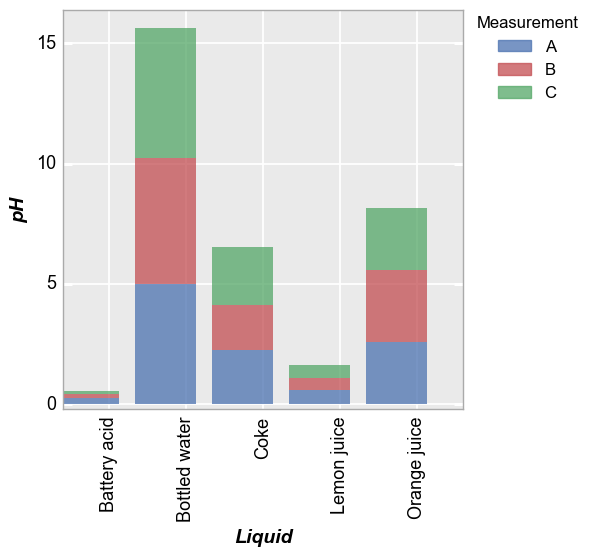 Measurement
A
B
C
15
10
5
0
pH
Battery acid
Bottled water
Coke
Lemon juice
Orange juice
Liquid